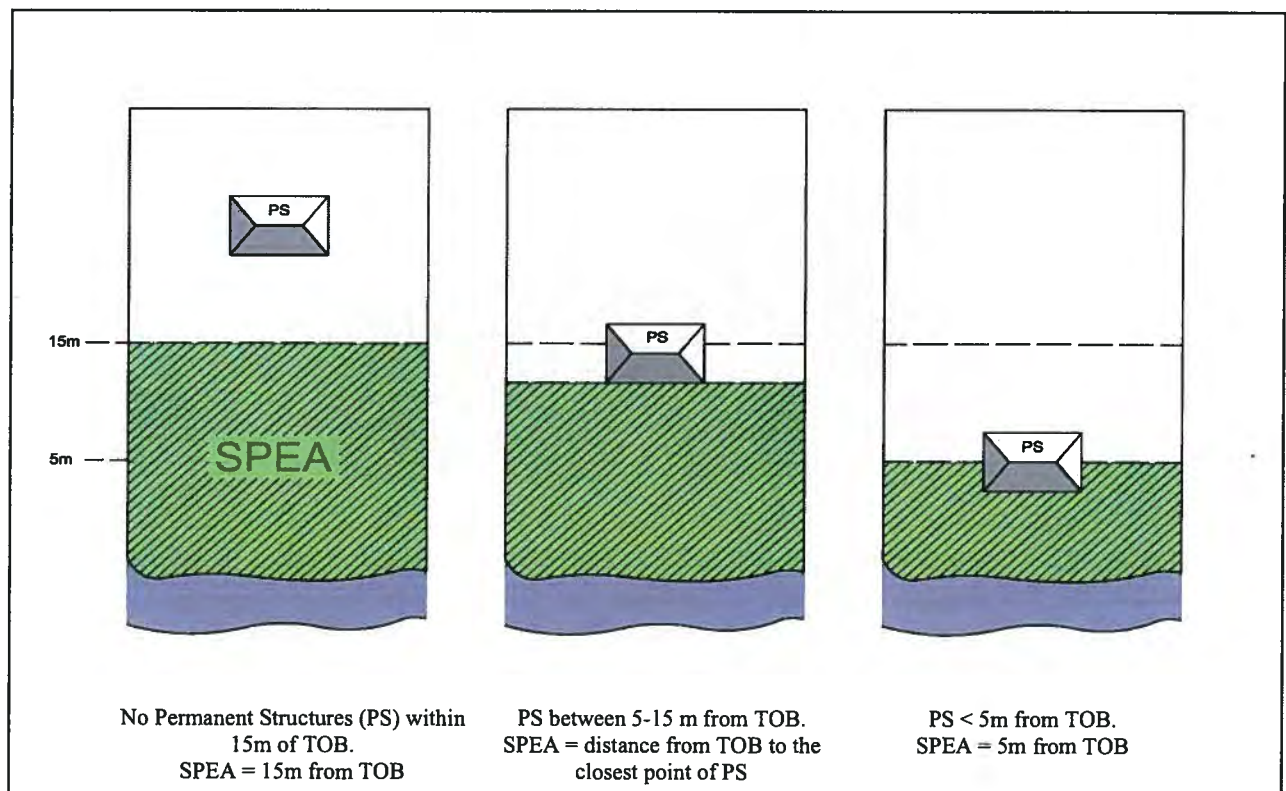 PS
PS
15m
SPEA
5m
PS
No Permanent Structures (PS) within
15m of TOB.
SPEA = 15m from TOB
PS between 5-15 m from TOB.
SPEA = distance from TOB to the
closest point of PS
PS < 5m from TOB.
SPEA = 5m from TOB